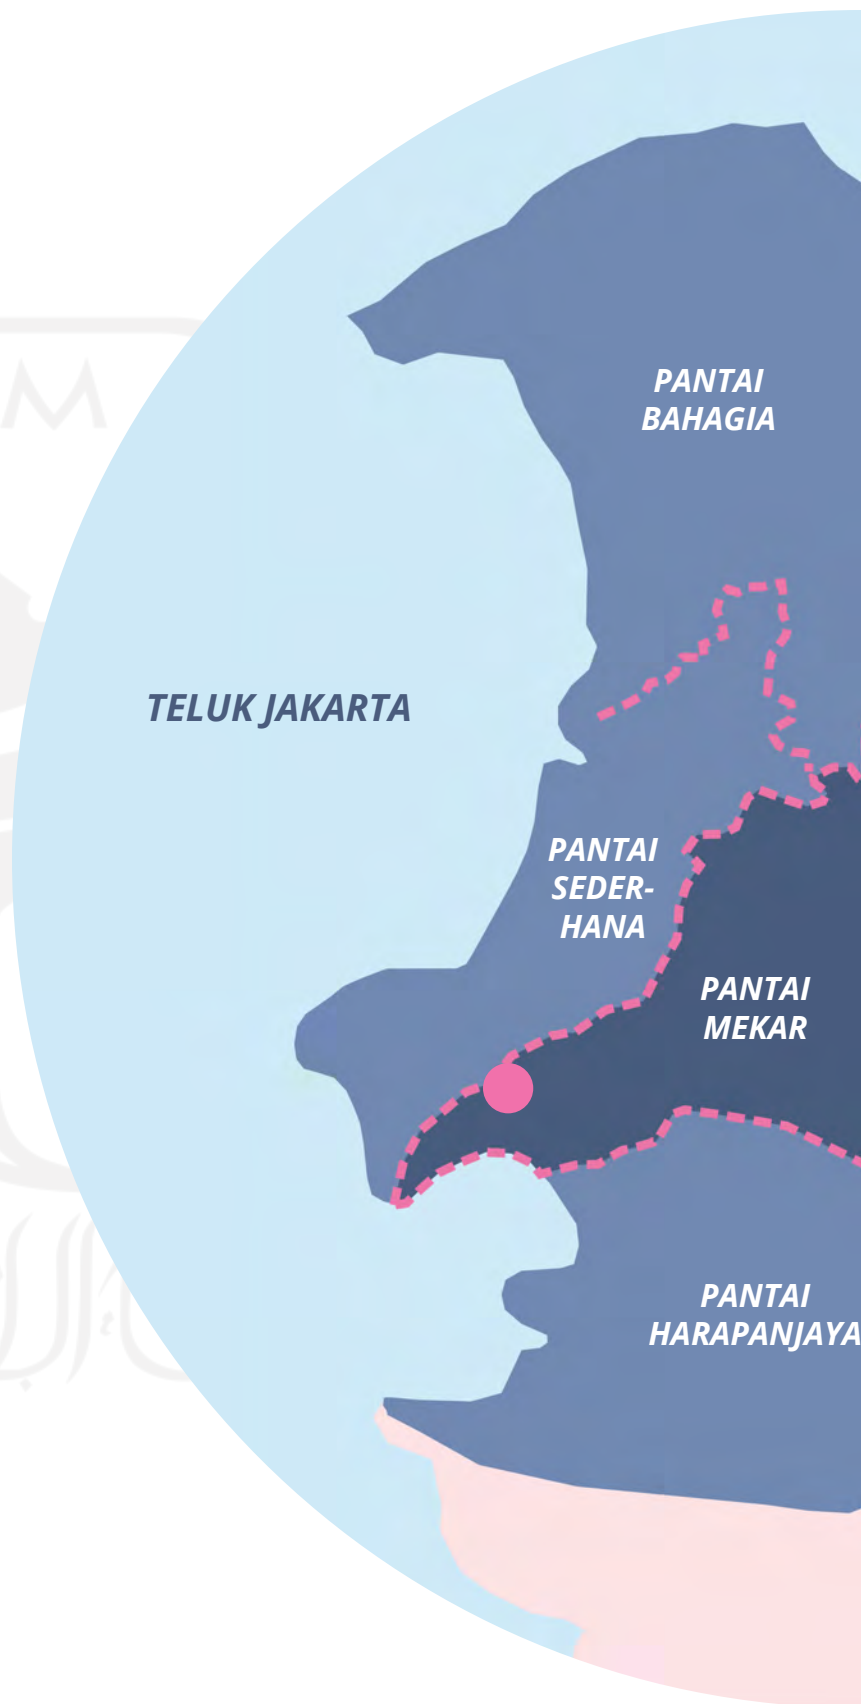 PANTAI
BAHAGIA
TELUK JAKARTA
PANTAI
SEDER-
HANA
PANTAI
MEKAR
PANTAI
HARAPANJAYA